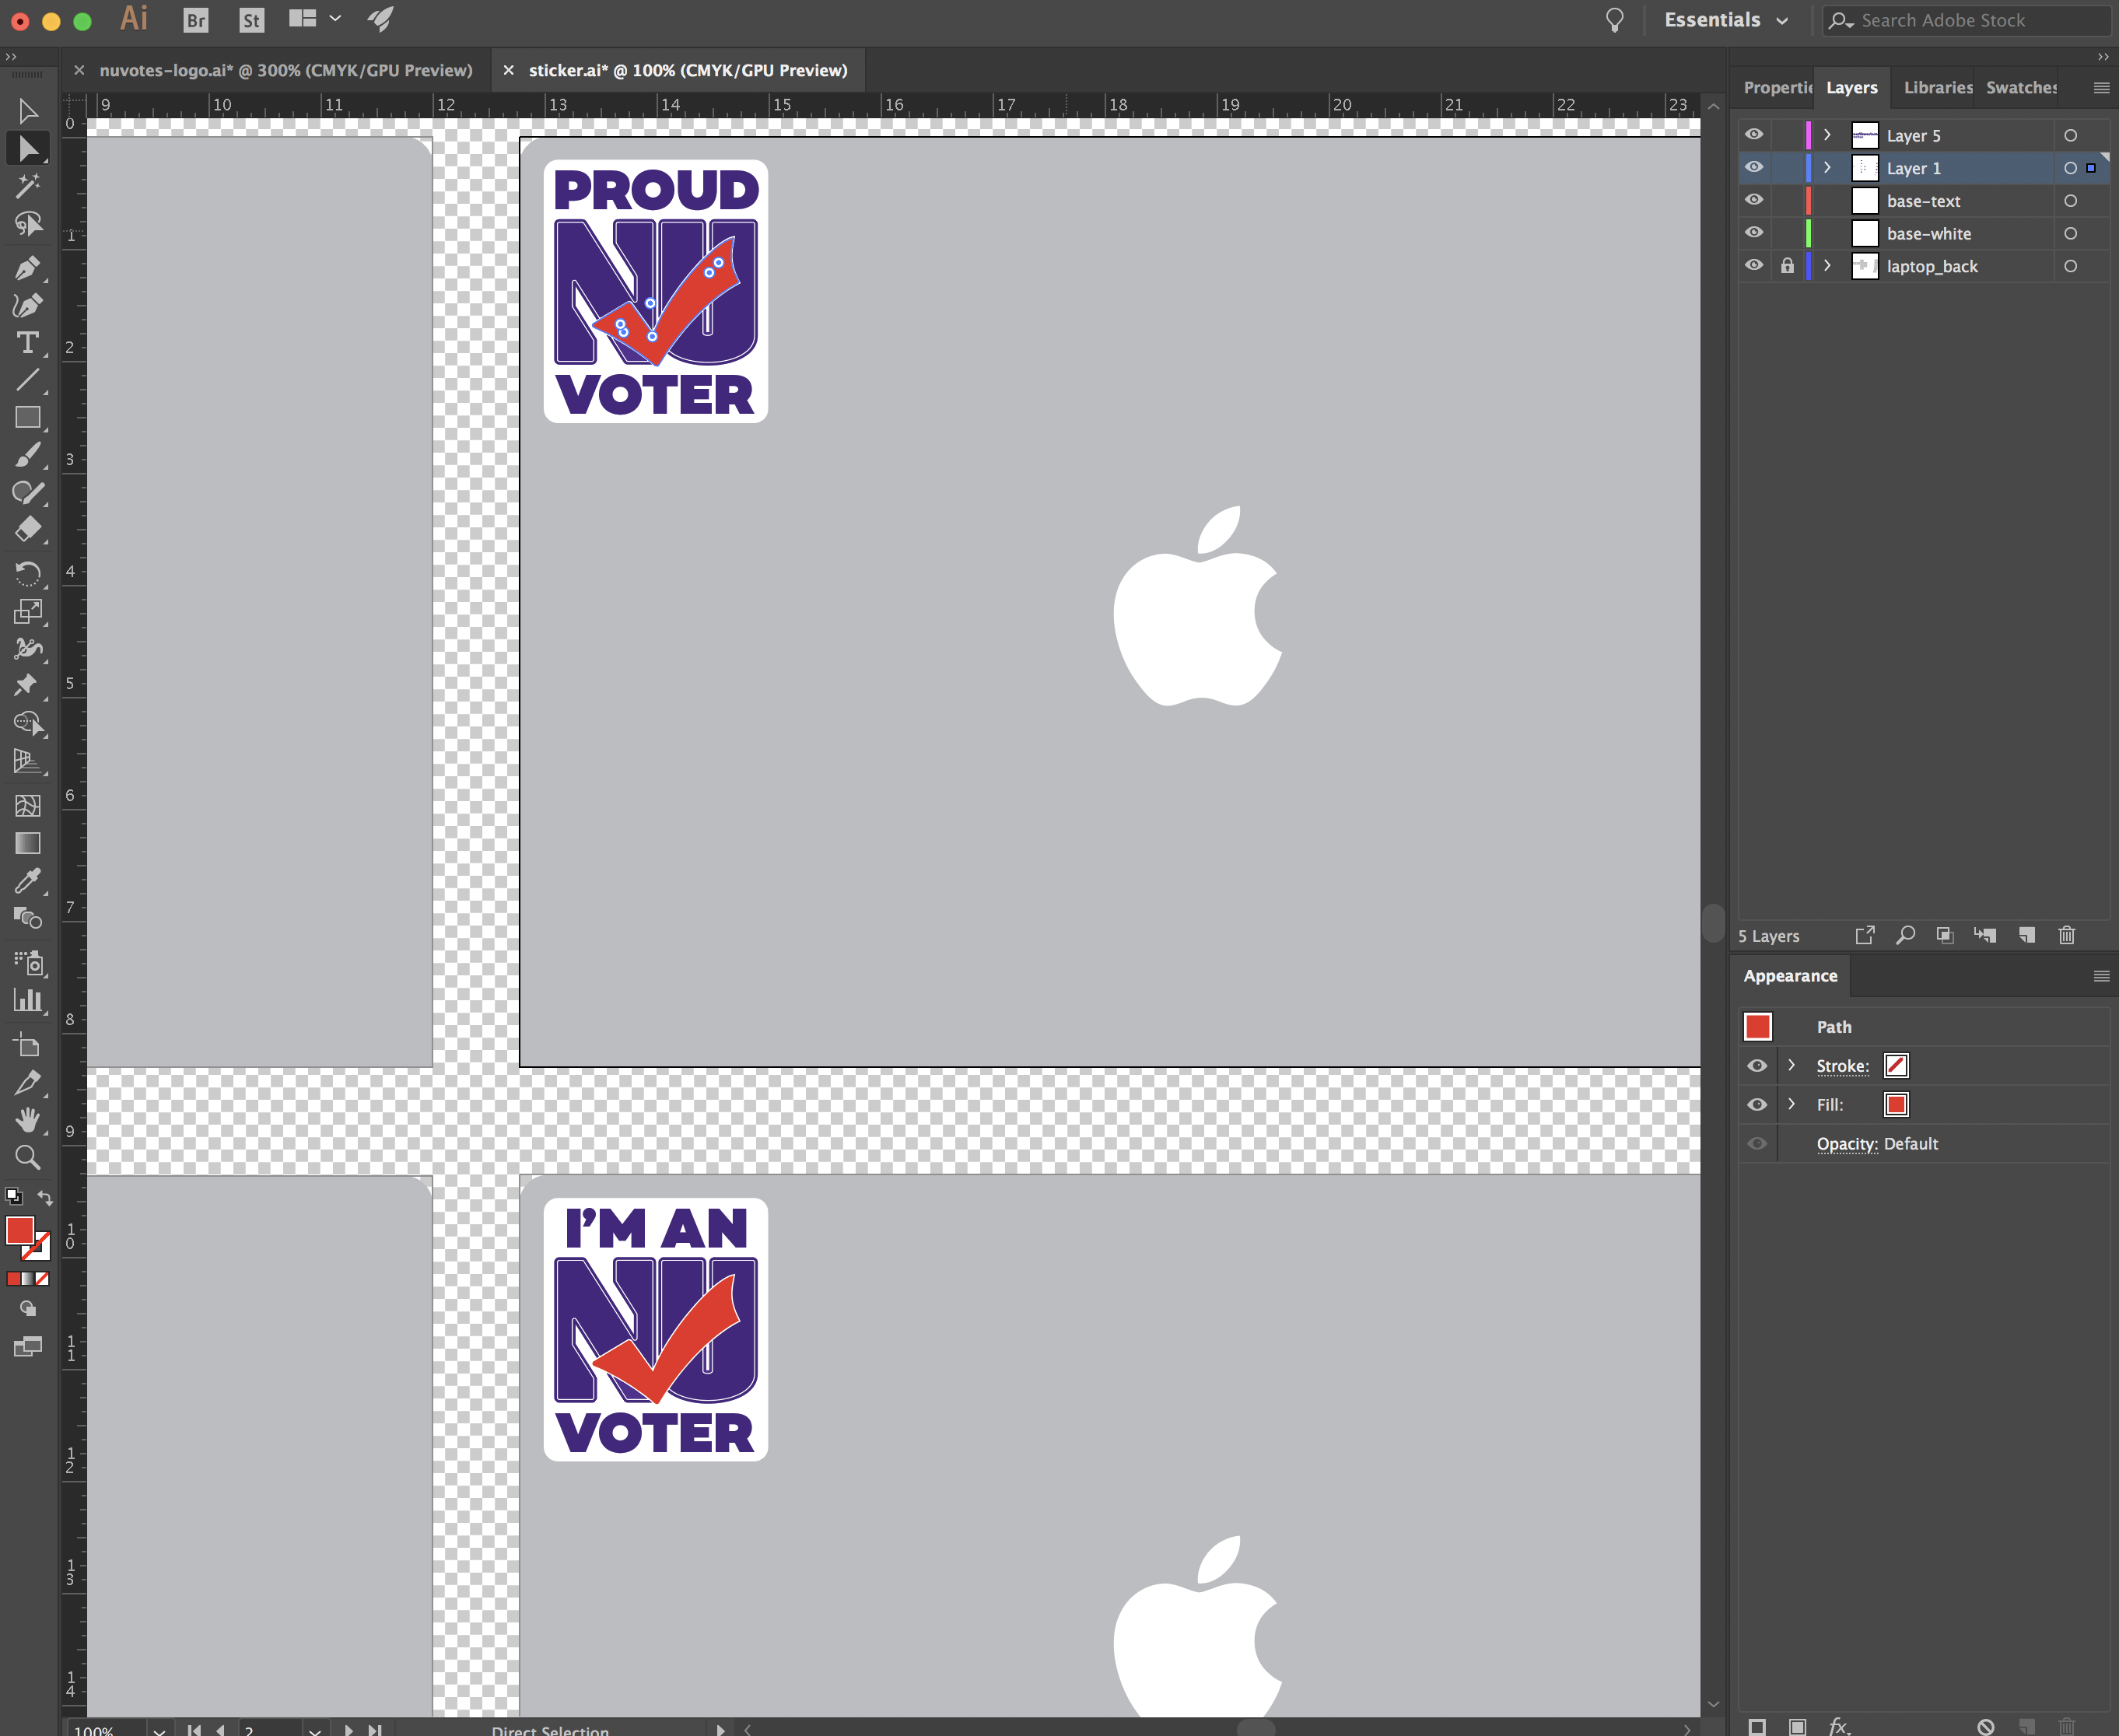 Ai Br St Essentials Search Adobe Stock
nuvotes-logo.ai* @ 300% (CMYK/GPU Preview) sticker.ai* @ 100% (CMYK/GPU Preview)
Propertie Layers Libraries Swatches
9 10 11 12 13 14 15 16 17 18 19 20 21 22 23
0
1
2
3
4
5
6
7
8
9
10
11
12
13
14
PROUD
NU
VOTER
I'M AN
NU
VOTER
Layer 5
Layer 1
base-text
base-white
laptop_back
5 Layers
Appearance
Path
Stroke:
Fill:
Opacity: Default
fx
100% 2 Direct Selection